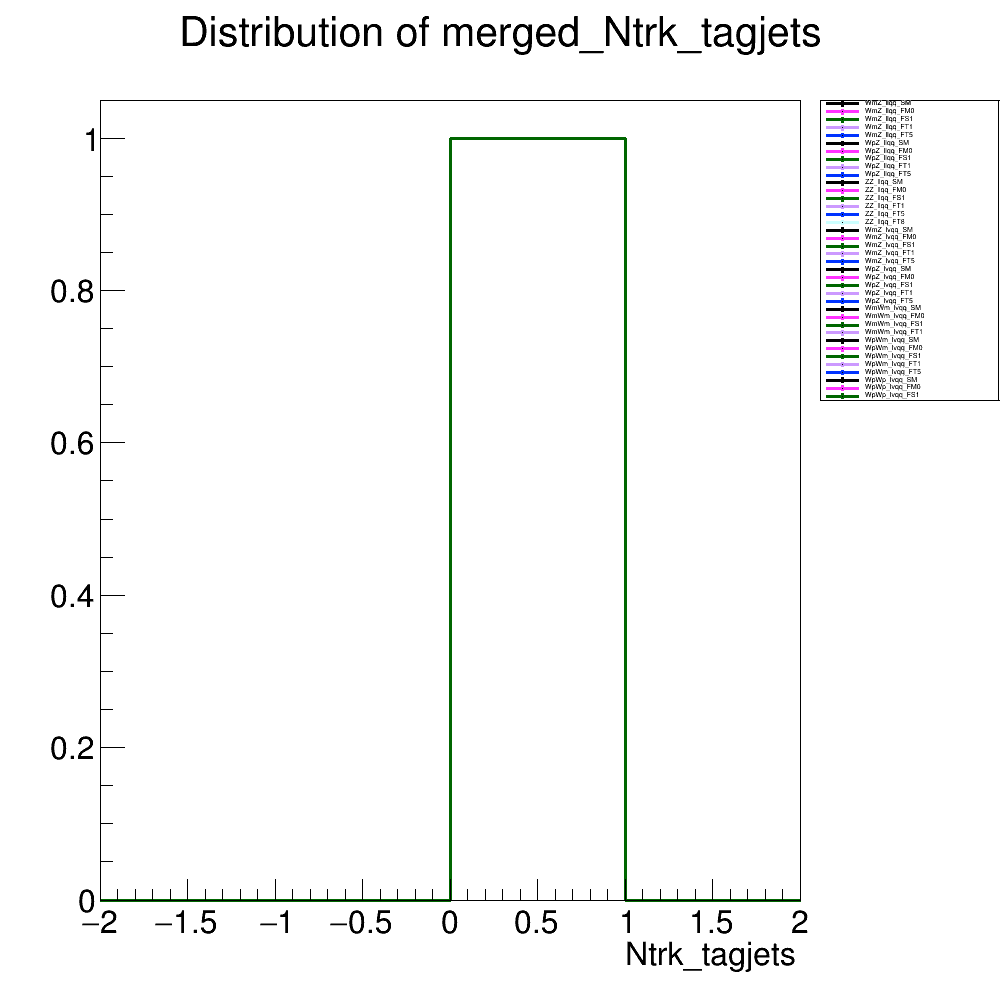 Distribution of merged_Ntrk_tagjets
WmZ_llqq_SM
WmZ_llqq_FM0
WmZ_llqq_FS1
WmZ_llqq_FT1
WmZ_llqq_FT5
WpZ_llqq_SM
WpZ_llqq_FM0
WpZ_llqq_FS1
WpZ_llqq_FT1
WpZ_llqq_FT5
ZZ_llqq_SM
ZZ_llqq_FM0
ZZ_llqq_FS1
ZZ_llqq_FT1
ZZ_llqq_FT5
ZZ_llqq_FT8
WmZ_lvqq_SM
WmZ_lvqq_FM0
WmZ_lvqq_FS1
WmZ_lvqq_FT1
WmZ_lvqq_FT5
WpZ_lvqq_SM
WpZ_lvqq_FM0
WpZ_lvqq_FS1
WpZ_lvqq_FT1
WpZ_lvqq_FT5
WmWm_lvqq_SM
WmWm_lvqq_FM0
WmWm_lvqq_FS1
WmWm_lvqq_FT1
WpWm_lvqq_SM
WpWm_lvqq_FM0
WpWm_lvqq_FS1
WpWm_lvqq_FT1
WpWm_lvqq_FT5
WpWp_lvqq_SM
WpWp_lvqq_FM0
WpWp_lvqq_FS1
1
0.8
0.6
0.4
0.2
0
−2 −1.5 −1 −0.5 0 0.5 1 1.5 2
Ntrk_tagjets